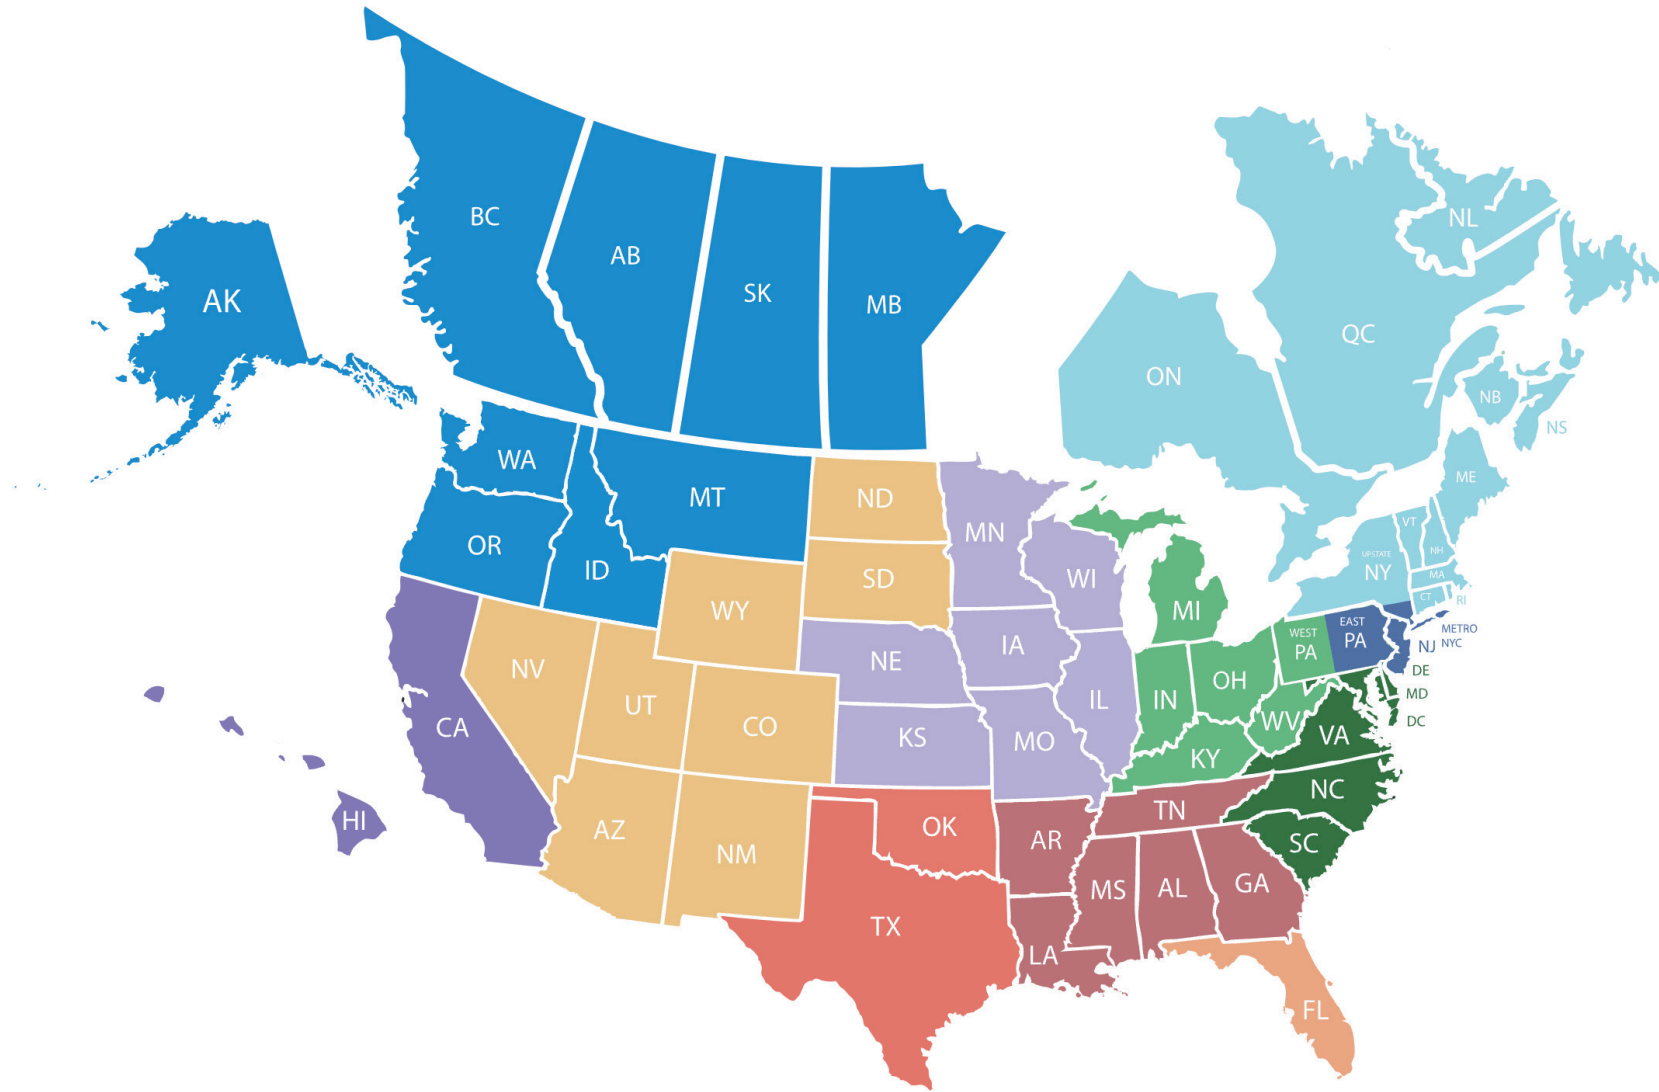 BC
AB
SK
MB
NL
QC
ON
NB
NS
AK
WA
MT
OR
ID
ND
SD
MN
WI
MI
ME
VT
NH
UPSTATE
NY
MA
CT
RI
WY
NV
UT
CO
NE
KS
IA
IL
MO
IN
OH
WEST
PA
EAST
PA
NJ
METRO
NYC
DE
MD
DC
WV
VA
KY
CA
HI
AZ
NM
OK
TX
AR
TN
NC
SC
MS
AL
GA
LA
FL